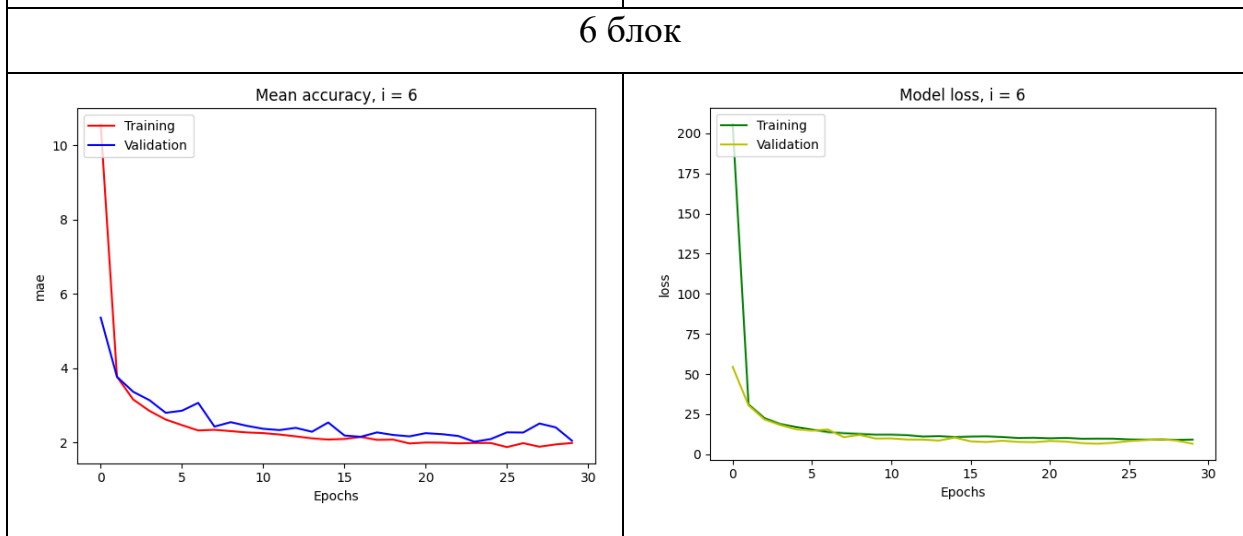 6 блок
Mean accuracy, i = 6
Training
Validation
10
8
6
4
2
mae
0 5 10 15 20 25 30
Epochs
Model loss, i = 6
Training
Validation
200
175
150
125
100
75
50
25
0
loss
0 5 10 15 20 25 30
Epochs